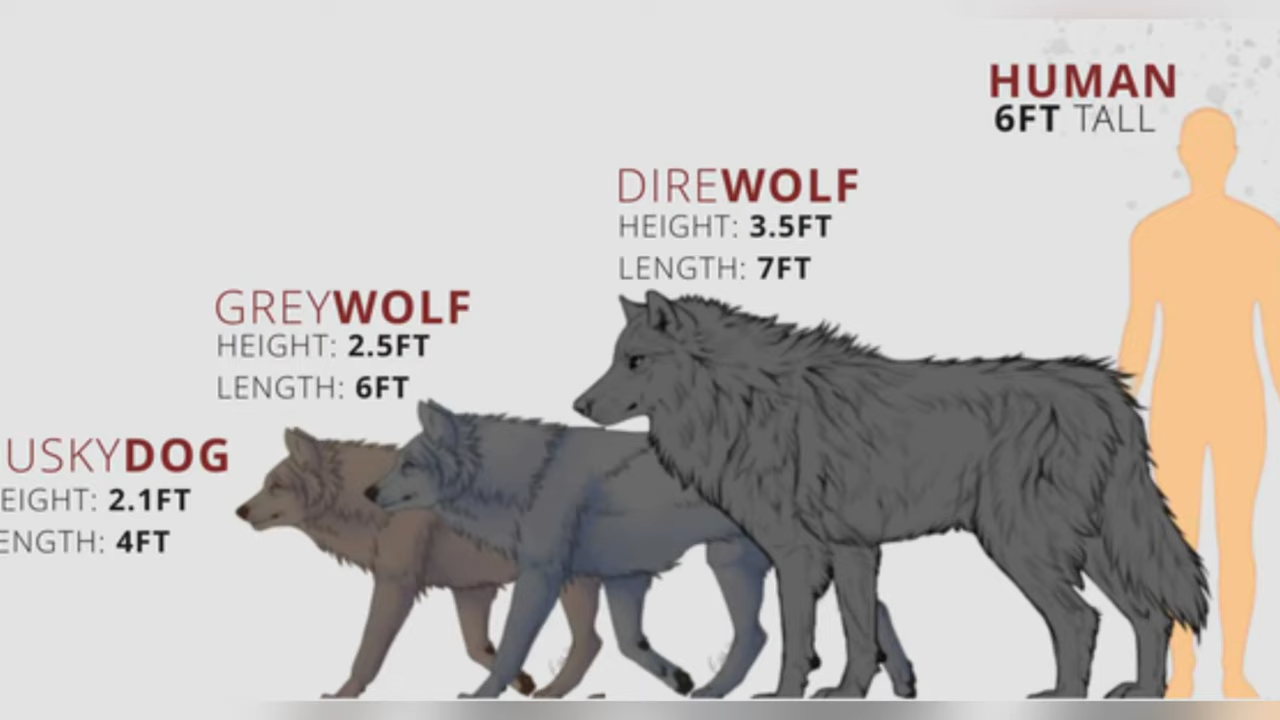 HUMAN
6FT TALL
DIREWOLF
HEIGHT: 3.5FT
LENGTH: 7FT
GREYWOLF
HEIGHT: 2.5FT
LENGTH: 6FT
USKYDOG
EIGHT: 2.1FT
ENGTH: 4FT